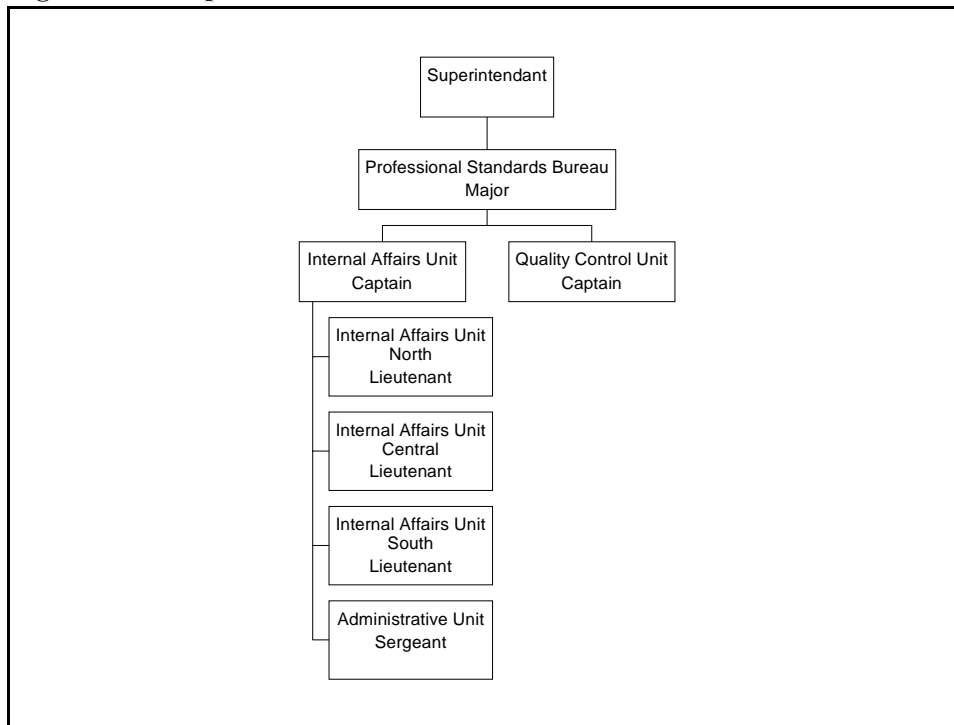 Superintendant
Professional Standards Bureau
Major
Internal Affairs Unit
Captain
Quality Control Unit
Captain
Internal Affairs Unit
North
Lieutenant
Internal Affairs Unit
Central
Lieutenant
Internal Affairs Unit
South
Lieutenant
Administrative Unit
Sergeant